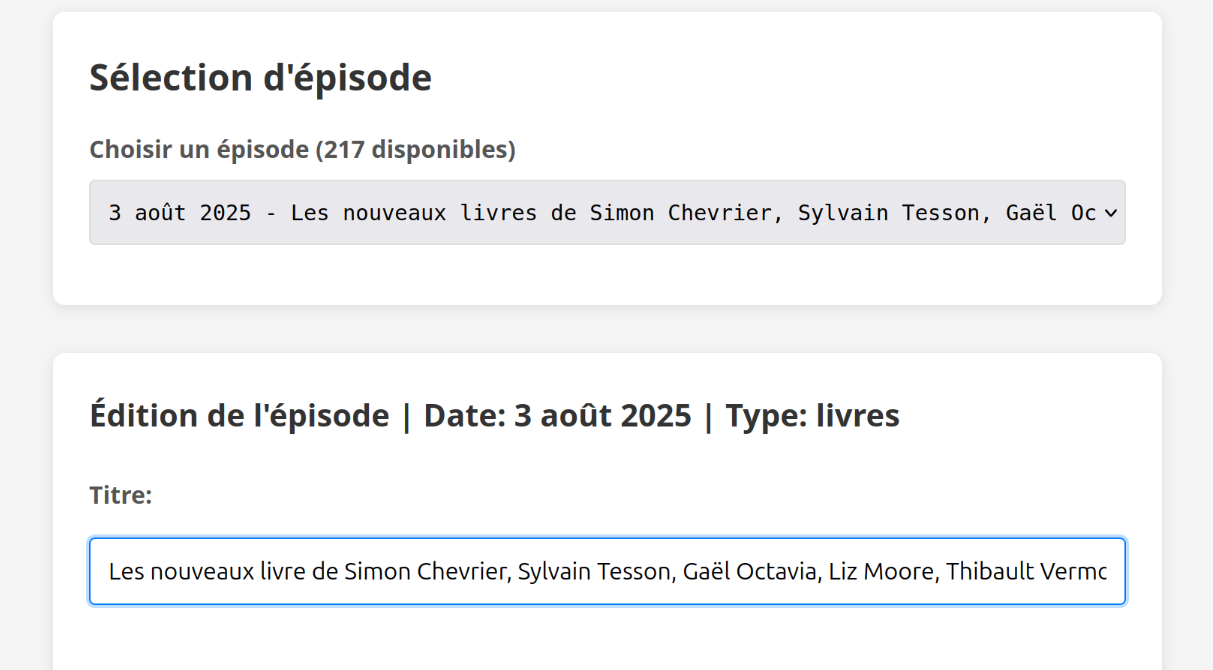 Sélection d'épisode
Choisir un épisode (217 disponibles)
3 août 2025 - Les nouveaux livres de Simon Chevrier, Sylvain Tesson, Gaël Oc
Édition de l'épisode | Date: 3 août 2025 | Type: livres
Titre:
Les nouveaux livre de Simon Chevrier, Sylvain Tesson, Gaël Octavia, Liz Moore, Thibault Vermo